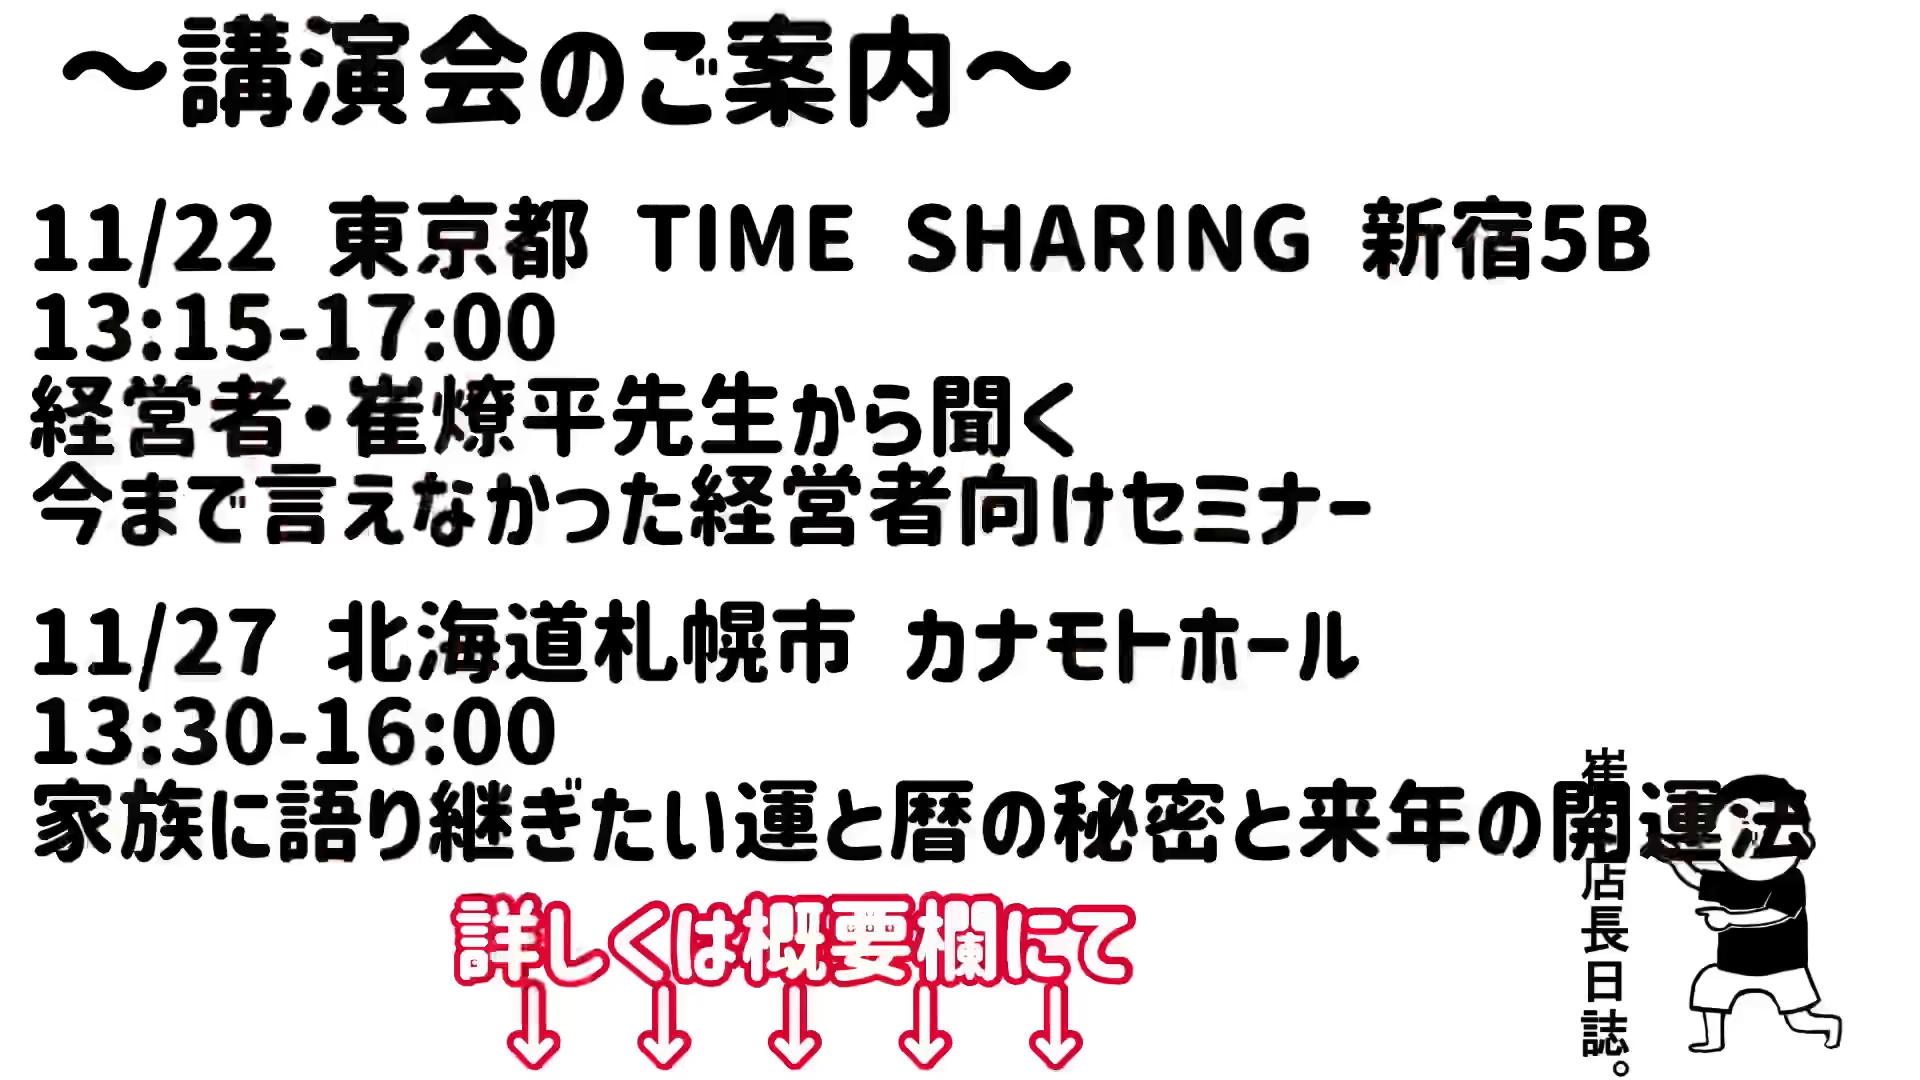 ～講演会のご案内～
11/22 東京都 TIME SHARING 新宿5B
13:15-17:00
経営者・崔燎平先生から聞く
今まで言えなかった経営者向けセミナー
11/27 北海道札幌市 カナモトホール
13:30-16:00
家族に語り継ぎたい運と暦の秘密と来年の開運法
詳しくは概要欄にて
↓ ↓ ↓ ↓ ↓
崔 店長日誌。